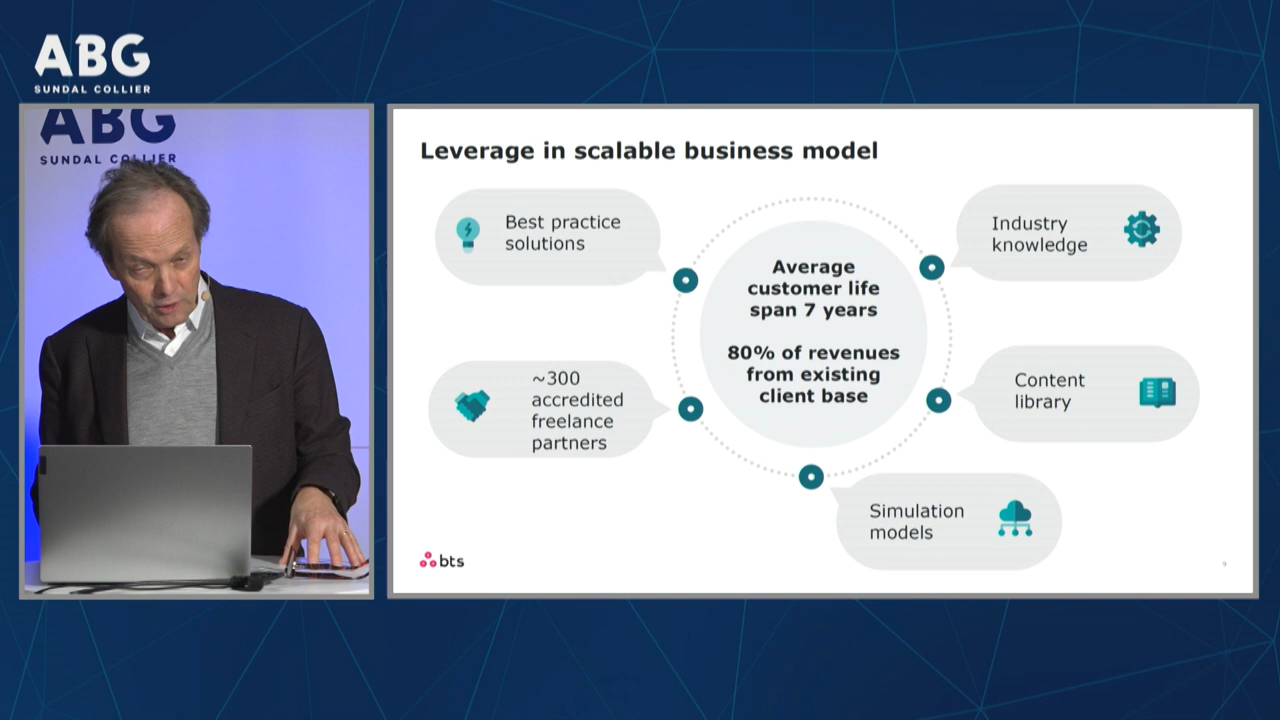 ABG
SUNDAL COLLIER
ABG
SUNDAL COLLIER
Leverage in scalable business model
Best practice
solutions
Industry
knowledge
Average
customer life
span 7 years
80% of revenues
from existing
client base
~300
accredited
freelance
partners
Content
library
Simulation
models
bts
9